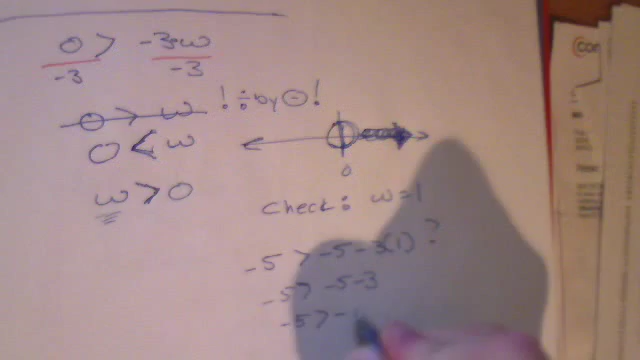 0 > -3w
-3 -3
0 > w ! ÷ by ⊖ !
0 < w
0
w > 0
Check: w = 1
-5 > -5 - 3(1) ?
-5 > -5 - 3
-5 > -